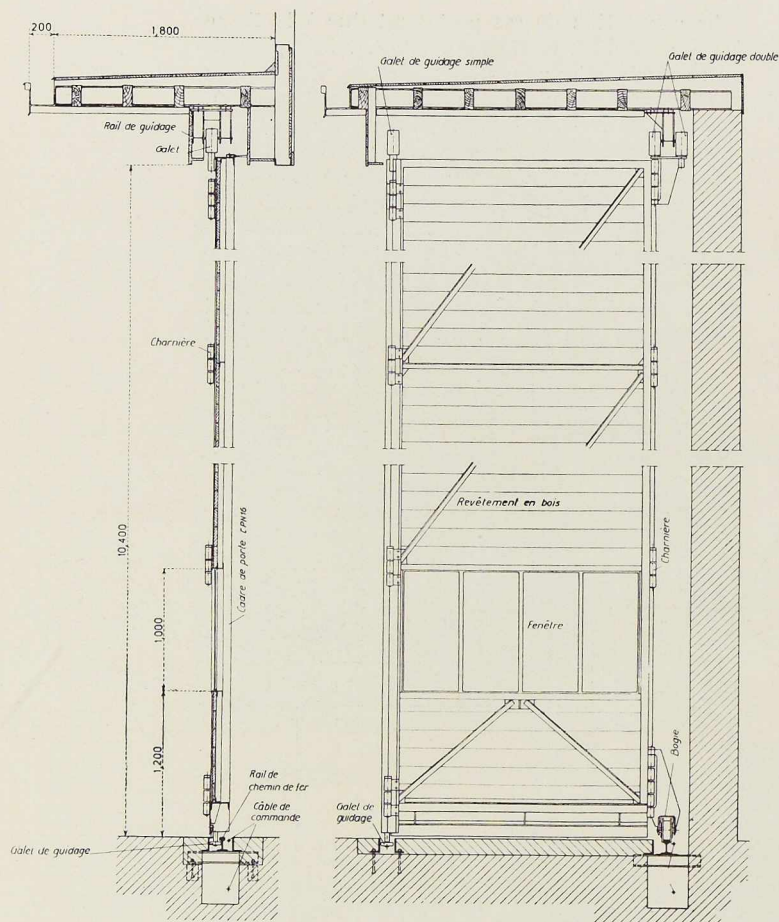 200
1,800
Galet de guidage simple
Galet de guidage double
Rail de guidage
Galet
Charnière
10,400
Cadre de porte CPN16
Revêtement en bois
Charnière
1,000
Fenêtre
1,200
Rail de
chemin de fer
Câble de
commande
Galet de
guidage
Bogie
Galet de guidage